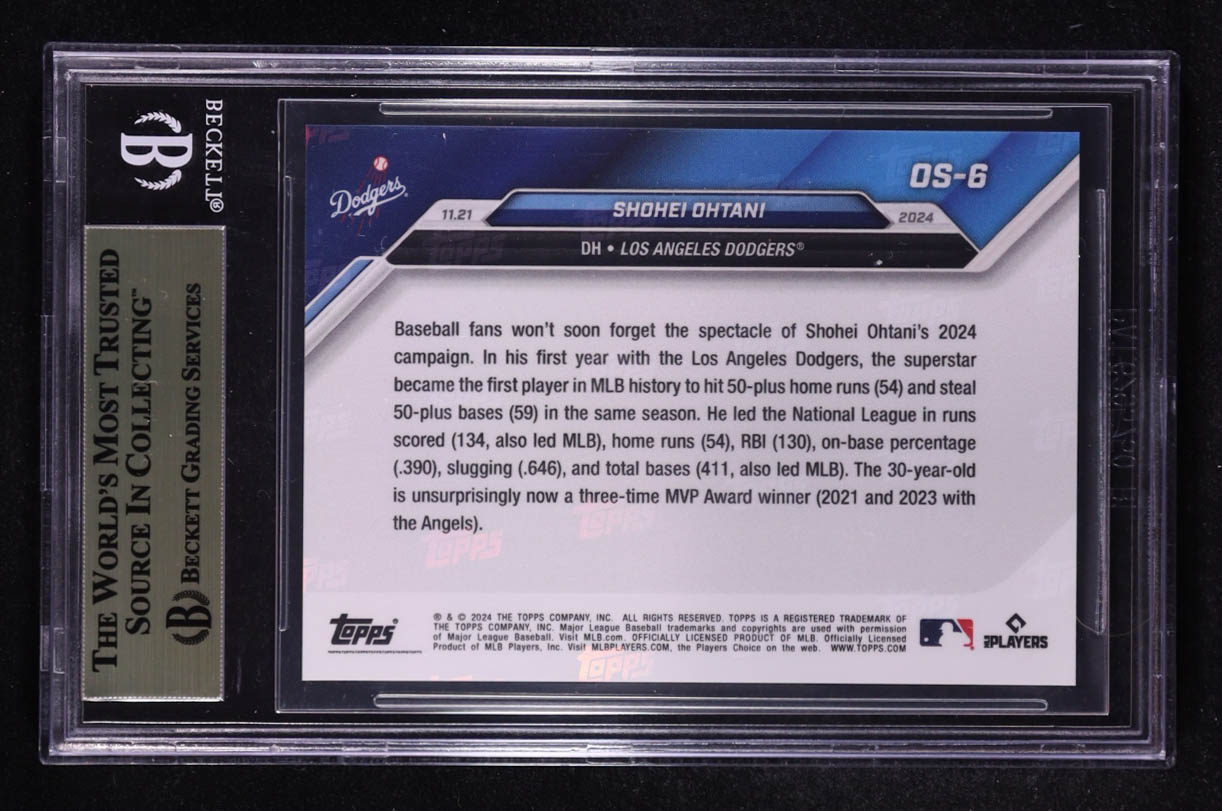 BECKETT®
THE WORLD'S MOST TRUSTED
SOURCE IN COLLECTING™
BECKETT GRADING SERVICES
Dodgers
OS-6
11.21
SHOHEI OHTANI
2024
DH • LOS ANGELES DODGERS®
Baseball fans won't soon forget the spectacle of Shohei Ohtani's 2024
campaign. In his first year with the Los Angeles Dodgers, the superstar
became the first player in MLB history to hit 50-plus home runs (54) and steal
50-plus bases (59) in the same season. He led the National League in runs
scored (134, also led MLB), home runs (54), RBI (130), on-base percentage
(.390), slugging (.646), and total bases (411, also led MLB). The 30-year-old
is unsurprisingly now a three-time MVP Award winner (2021 and 2023 with
the Angels).
Topps®
® & © 2024 THE TOPPS COMPANY, INC. ALL RIGHTS RESERVED. TOPPS IS A REGISTERED TRADEMARK OF
THE TOPPS COMPANY, INC. Major League Baseball trademarks and copyrights are used with permission
of Major League Baseball. Visit MLB.com. OFFICIALLY LICENSED PRODUCT OF MLB. Officially Licensed
Product of MLB Players, Inc. Visit MLBPLAYERS.COM, the Players Choice on the web. WWW.TOPPS.COM
MLB PLAYERS